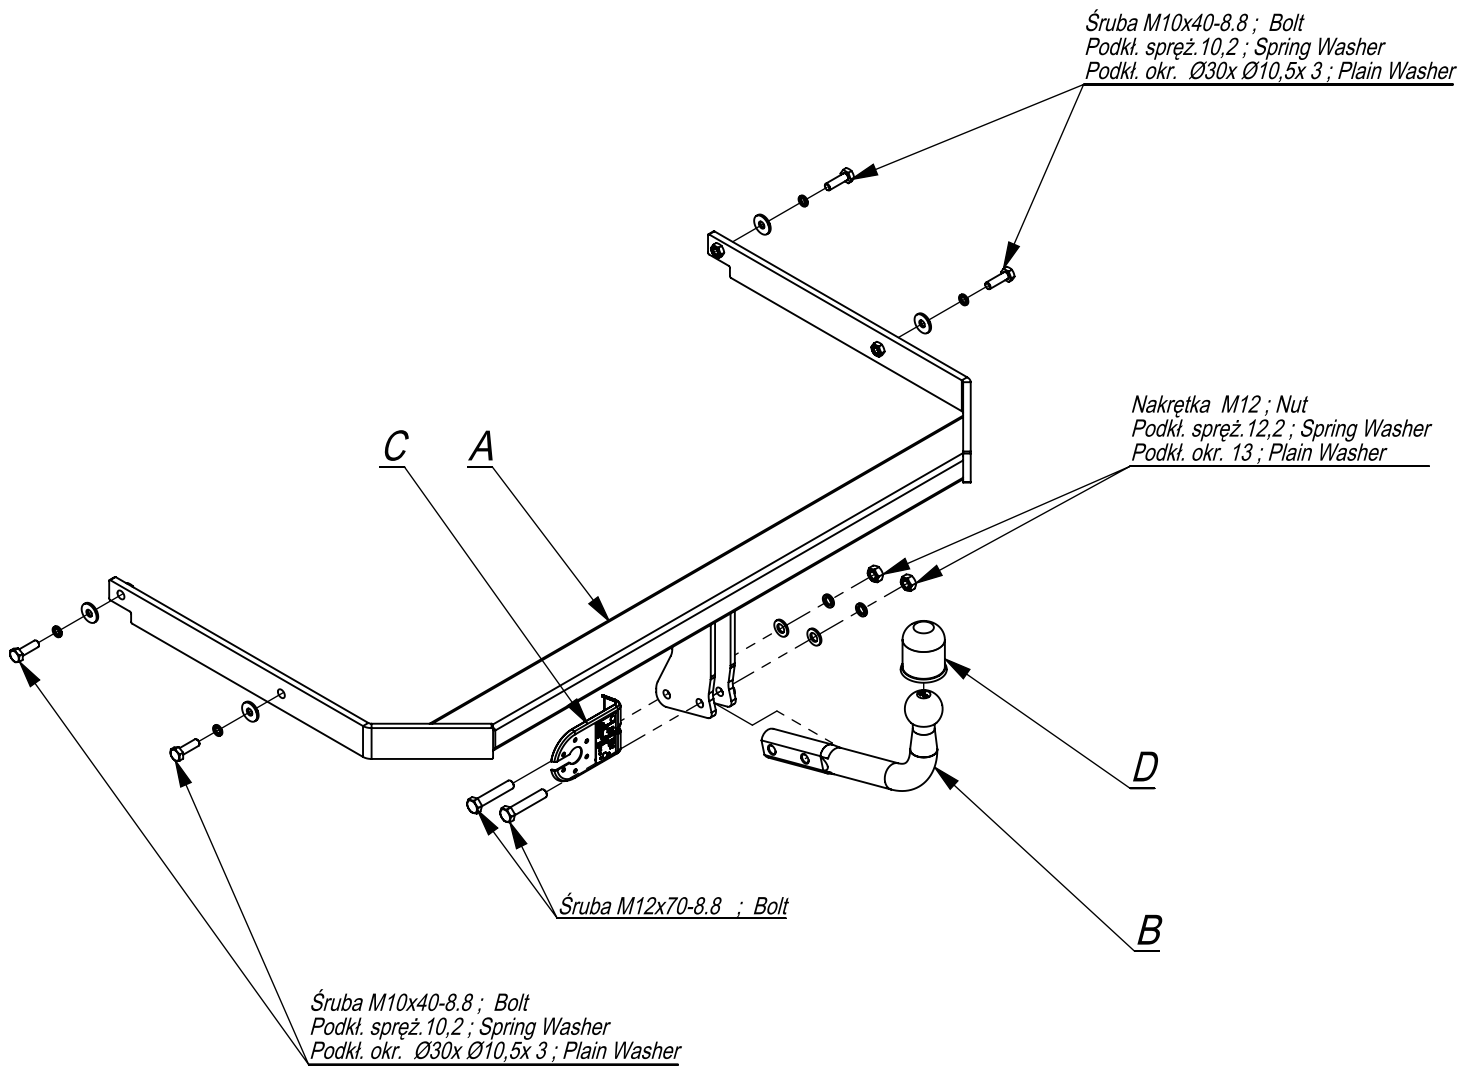 Śruba M10x40-8.8 ; Bolt
Podkł. spręż.10,2 ; Spring Washer
Podkł. okr. Ø30x Ø10,5x 3 ; Plain Washer
Nakrętka M12 ; Nut
Podkł. spręż.12,2 ; Spring Washer
Podkł. okr. 13 ; Plain Washer
C
A
D
B
Śruba M12x70-8.8 ; Bolt
Śruba M10x40-8.8 ; Bolt
Podkł. spręż.10,2 ; Spring Washer
Podkł. okr. Ø30x Ø10,5x 3 ; Plain Washer